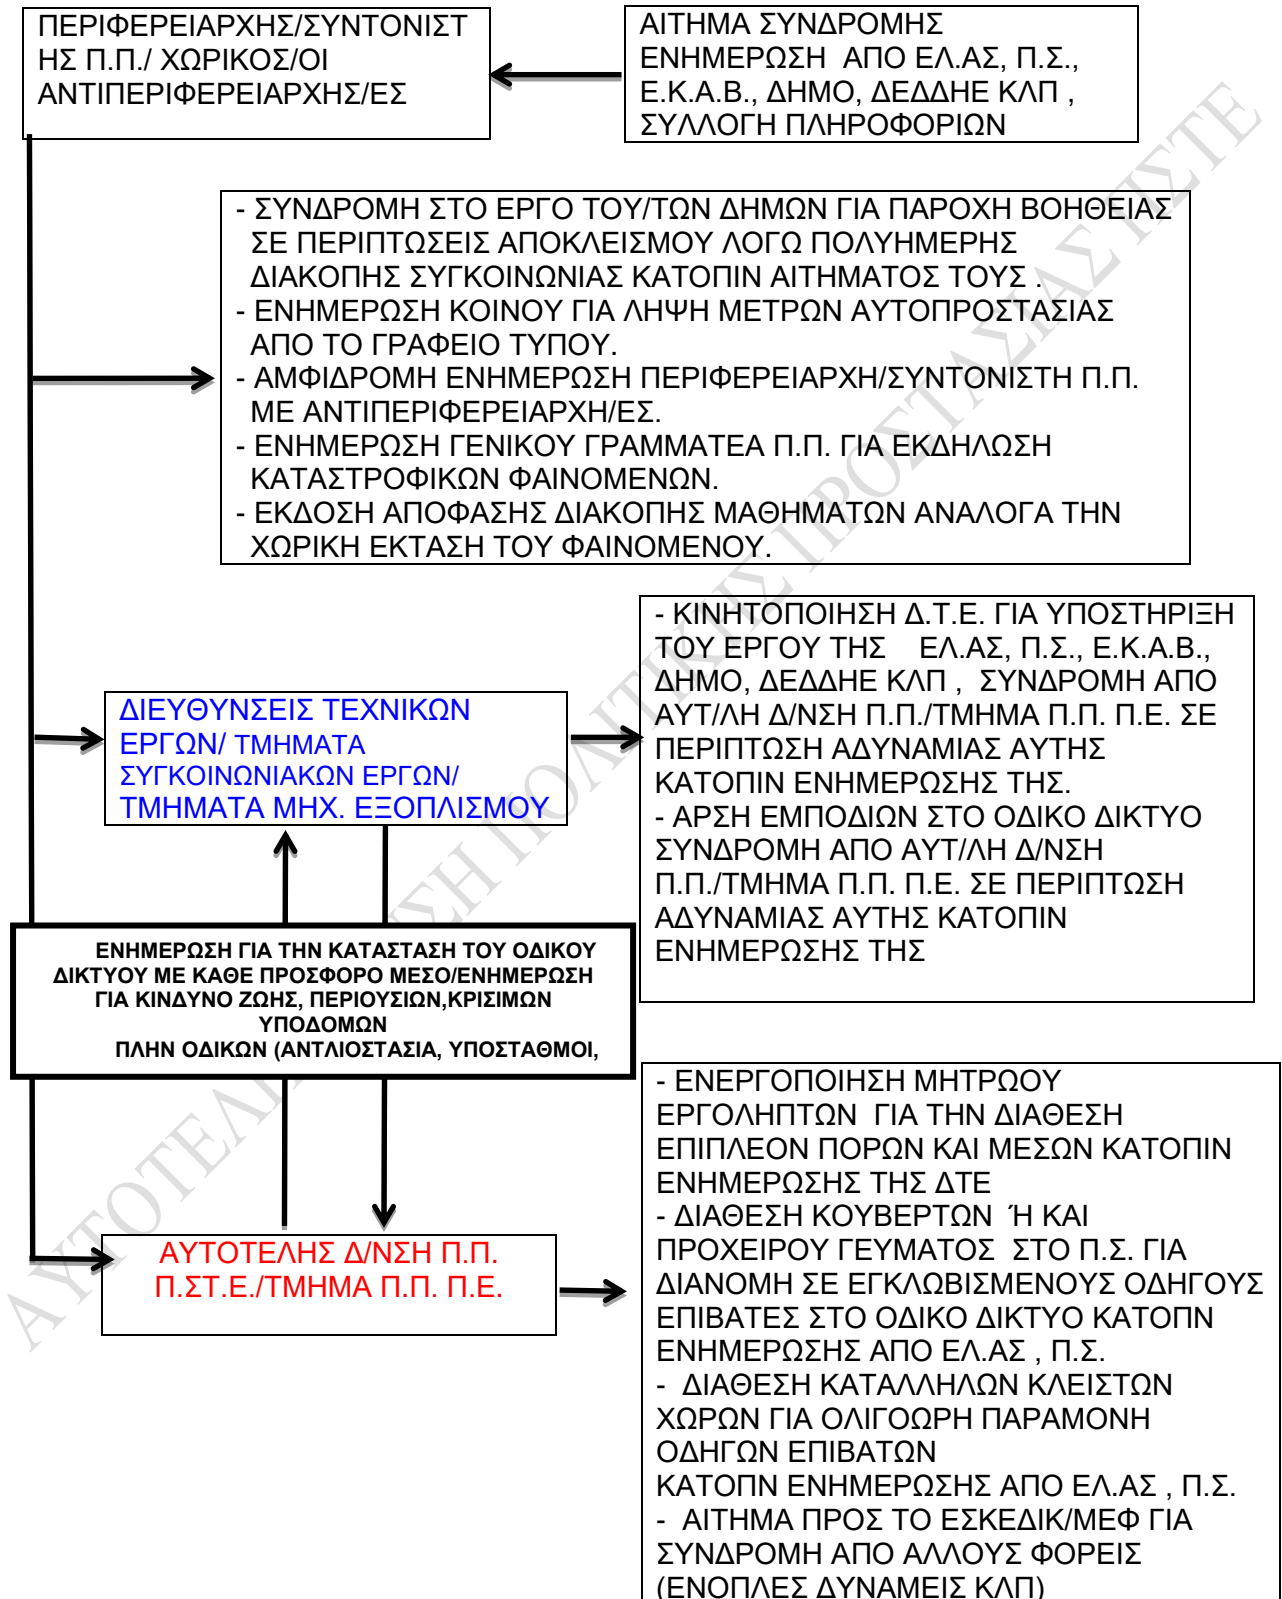 ΠΕΡΙΦΕΡΕΙΑΡΧΗΣ/ΣΥΝΤΟΝΙΣΤ
ΗΣ Π.Π./ ΧΩΡΙΚΟΣ/ΟΙ
ΑΝΤΙΠΕΡΙΦΕΡΕΙΑΡΧΗΣ/ΕΣ
ΑΙΤΗΜΑ ΣΥΝΔΡΟΜΗΣ
ΕΝΗΜΕΡΩΣΗ ΑΠΟ ΕΛ.ΑΣ, Π.Σ.,
Ε.Κ.Α.Β., ΔΗΜΟ, ΔΕΔΔΗΕ ΚΛΠ ,
ΣΥΛΛΟΓΗ ΠΛΗΡΟΦΟΡΙΩΝ
- ΣΥΝΔΡΟΜΗ ΣΤΟ ΕΡΓΟ ΤΟΥ/ΤΩΝ ΔΗΜΩΝ ΓΙΑ ΠΑΡΟΧΗ ΒΟΗΘΕΙΑΣ
ΣΕ ΠΕΡΙΠΤΩΣΕΙΣ ΑΠΟΚΛΕΙΣΜΟΥ ΛΟΓΩ ΠΟΛΥΗΜΕΡΗΣ
ΔΙΑΚΟΠΗΣ ΣΥΓΚΟΙΝΩΝΙΑΣ ΚΑΤΟΠΙΝ ΑΙΤΗΜΑΤΟΣ ΤΟΥΣ .
- ΕΝΗΜΕΡΩΣΗ ΚΟΙΝΟΥ ΓΙΑ ΛΗΨΗ ΜΕΤΡΩΝ ΑΥΤΟΠΡΟΣΤΑΣΙΑΣ
ΑΠΟ ΤΟ ΓΡΑΦΕΙΟ ΤΥΠΟΥ.
- ΑΜΦΙΔΡΟΜΗ ΕΝΗΜΕΡΩΣΗ ΠΕΡΙΦΕΡΕΙΑΡΧΗ/ΣΥΝΤΟΝΙΣΤΗ Π.Π.
ΜΕ ΑΝΤΙΠΕΡΙΦΕΡΕΙΑΡΧΗ/ΕΣ.
- ΕΝΗΜΕΡΩΣΗ ΓΕΝΙΚΟΥ ΓΡΑΜΜΑΤΕΑ Π.Π. ΓΙΑ ΕΚΔΗΛΩΣΗ
ΚΑΤΑΣΤΡΟΦΙΚΩΝ ΦΑΙΝΟΜΕΝΩΝ.
- ΕΚΔΟΣΗ ΑΠΟΦΑΣΗΣ ΔΙΑΚΟΠΗΣ ΜΑΘΗΜΑΤΩΝ ΑΝΑΛΟΓΑ ΤΗΝ
ΧΩΡΙΚΗ ΕΚΤΑΣΗ ΤΟΥ ΦΑΙΝΟΜΕΝΟΥ.
ΔΙΕΥΘΥΝΣΕΙΣ ΤΕΧΝΙΚΩΝ
ΕΡΓΩΝ/ ΤΜΗΜΑΤΑ
ΣΥΓΚΟΙΝΩΝΙΑΚΩΝ ΕΡΓΩΝ/
ΤΜΗΜΑΤΑ ΜΗΧ. ΕΞΟΠΛΙΣΜΟΥ
- ΚΙΝΗΤΟΠΟΙΗΣΗ Δ.Τ.Ε. ΓΙΑ ΥΠΟΣΤΗΡΙΞΗ
ΤΟΥ ΕΡΓΟΥ ΤΗΣ ΕΛ.ΑΣ, Π.Σ., Ε.Κ.Α.Β.,
ΔΗΜΟ, ΔΕΔΔΗΕ ΚΛΠ , ΣΥΝΔΡΟΜΗ ΑΠΟ
ΑΥΤ/ΛΗ Δ/ΝΣΗ Π.Π./ΤΜΗΜΑ Π.Π. Π.Ε. ΣΕ
ΠΕΡΙΠΤΩΣΗ ΑΔΥΝΑΜΙΑΣ ΑΥΤΗΣ
ΚΑΤΟΠΙΝ ΕΝΗΜΕΡΩΣΗΣ ΤΗΣ.
- ΑΡΣΗ ΕΜΠΟΔΙΩΝ ΣΤΟ ΟΔΙΚΟ ΔΙΚΤΥΟ
ΣΥΝΔΡΟΜΗ ΑΠΟ ΑΥΤ/ΛΗ Δ/ΝΣΗ
Π.Π./ΤΜΗΜΑ Π.Π. Π.Ε. ΣΕ ΠΕΡΙΠΤΩΣΗ
ΑΔΥΝΑΜΙΑΣ ΑΥΤΗΣ ΚΑΤΟΠΙΝ
ΕΝΗΜΕΡΩΣΗΣ ΤΗΣ
ΕΝΗΜΕΡΩΣΗ ΓΙΑ ΤΗΝ ΚΑΤΑΣΤΑΣΗ ΤΟΥ ΟΔΙΚΟΥ
ΔΙΚΤΥΟΥ ΜΕ ΚΑΘΕ ΠΡΟΣΦΟΡΟ ΜΕΣΟ/ΕΝΗΜΕΡΩΣΗ
ΓΙΑ ΚΙΝΔΥΝΟ ΖΩΗΣ, ΠΕΡΙΟΥΣΙΩΝ,ΚΡΙΣΙΜΩΝ
ΥΠΟΔΟΜΩΝ
ΠΛΗΝ ΟΔΙΚΩΝ (ΑΝΤΛΙΟΣΤΑΣΙΑ, ΥΠΟΣΤΑΘΜΟΙ,
ΑΥΤΟΤΕΛΗΣ Δ/ΝΣΗ Π.Π.
Π.ΣΤ.Ε./ΤΜΗΜΑ Π.Π. Π.Ε.
- ΕΝΕΡΓΟΠΟΙΗΣΗ ΜΗΤΡΩΟΥ
ΕΡΓΟΛΗΠΤΩΝ ΓΙΑ ΤΗΝ ΔΙΑΘΕΣΗ
ΕΠΙΠΛΕΟΝ ΠΟΡΩΝ ΚΑΙ ΜΕΣΩΝ ΚΑΤΟΠΙΝ
ΕΝΗΜΕΡΩΣΗΣ ΤΗΣ ΔΤΕ
- ΔΙΑΘΕΣΗ ΚΟΥΒΕΡΤΩΝ Ή ΚΑΙ
ΠΡΟΧΕΙΡΟΥ ΓΕΥΜΑΤΟΣ ΣΤΟ Π.Σ. ΓΙΑ
ΔΙΑΝΟΜΗ ΣΕ ΕΓΚΛΩΒΙΣΜΕΝΟΥΣ ΟΔΗΓΟΥΣ
ΕΠΙΒΑΤΕΣ ΣΤΟ ΟΔΙΚΟ ΔΙΚΤΥΟ ΚΑΤΟΠΝ
ΕΝΗΜΕΡΩΣΗΣ ΑΠΟ ΕΛ.ΑΣ , Π.Σ.
- ΔΙΑΘΕΣΗ ΚΑΤΑΛΛΗΛΩΝ ΚΛΕΙΣΤΩΝ
ΧΩΡΩΝ ΓΙΑ ΟΛΙΓΟΩΡΗ ΠΑΡΑΜΟΝΗ
ΟΔΗΓΩΝ ΕΠΙΒΑΤΩΝ
ΚΑΤΟΠΝ ΕΝΗΜΕΡΩΣΗΣ ΑΠΟ ΕΛ.ΑΣ , Π.Σ.
- ΑΙΤΗΜΑ ΠΡΟΣ ΤΟ ΕΣΚΕΔΙΚ/ΜΕΦ ΓΙΑ
ΣΥΝΔΡΟΜΗ ΑΠΟ ΑΛΛΟΥΣ ΦΟΡΕΙΣ
(ΕΝΟΠΛΕΣ ΔΥΝΑΜΕΙΣ ΚΛΠ)